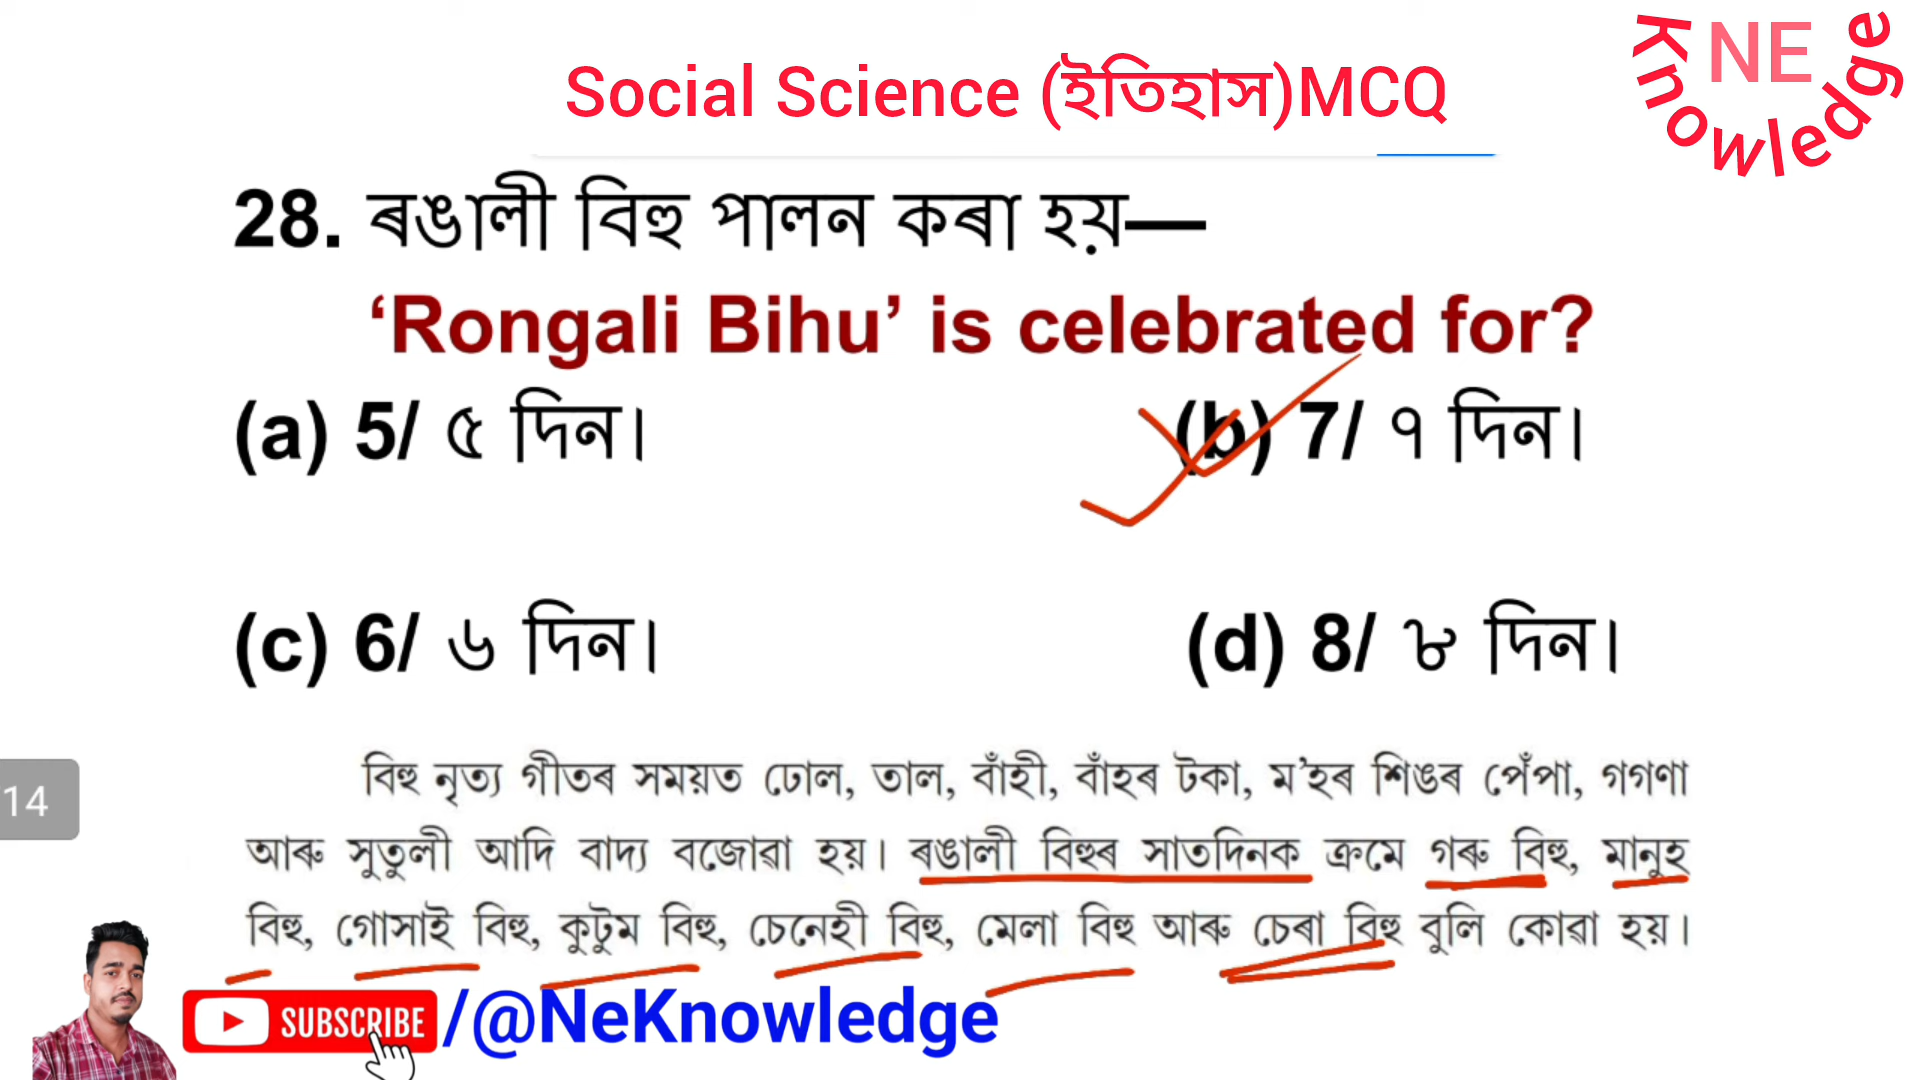 Social Science (ইতিহাস)MCQ
NE
Knowledge
28. ৰঙালী বিহু পালন কৰা হয়—
‘Rongali Bihu’ is celebrated for?
(a) 5/ ৫ দিন।
(b) 7/ ৭ দিন।
(c) 6/ ৬ দিন।
(d) 8/ ৮ দিন।
বিহু নৃত্য গীতৰ সময়ত ঢোল, তাল, বাঁহী, বাঁহৰ টকা, ম’হৰ শিঙৰ পেঁপা, গগণা
আৰু সুতুলী আদি বাদ্য বজোৱা হয়। ৰঙালী বিহুৰ সাতদিনক ক্ৰমে গৰু বিহু, মানুহ
বিহু, গোসাই বিহু, কুটুম বিহু, চেনেহী বিহু, মেলা বিহু আৰু চেৰা বিহু বুলি কোৱা হয়।
14
SUBSCRIBE /@NeKnowledge